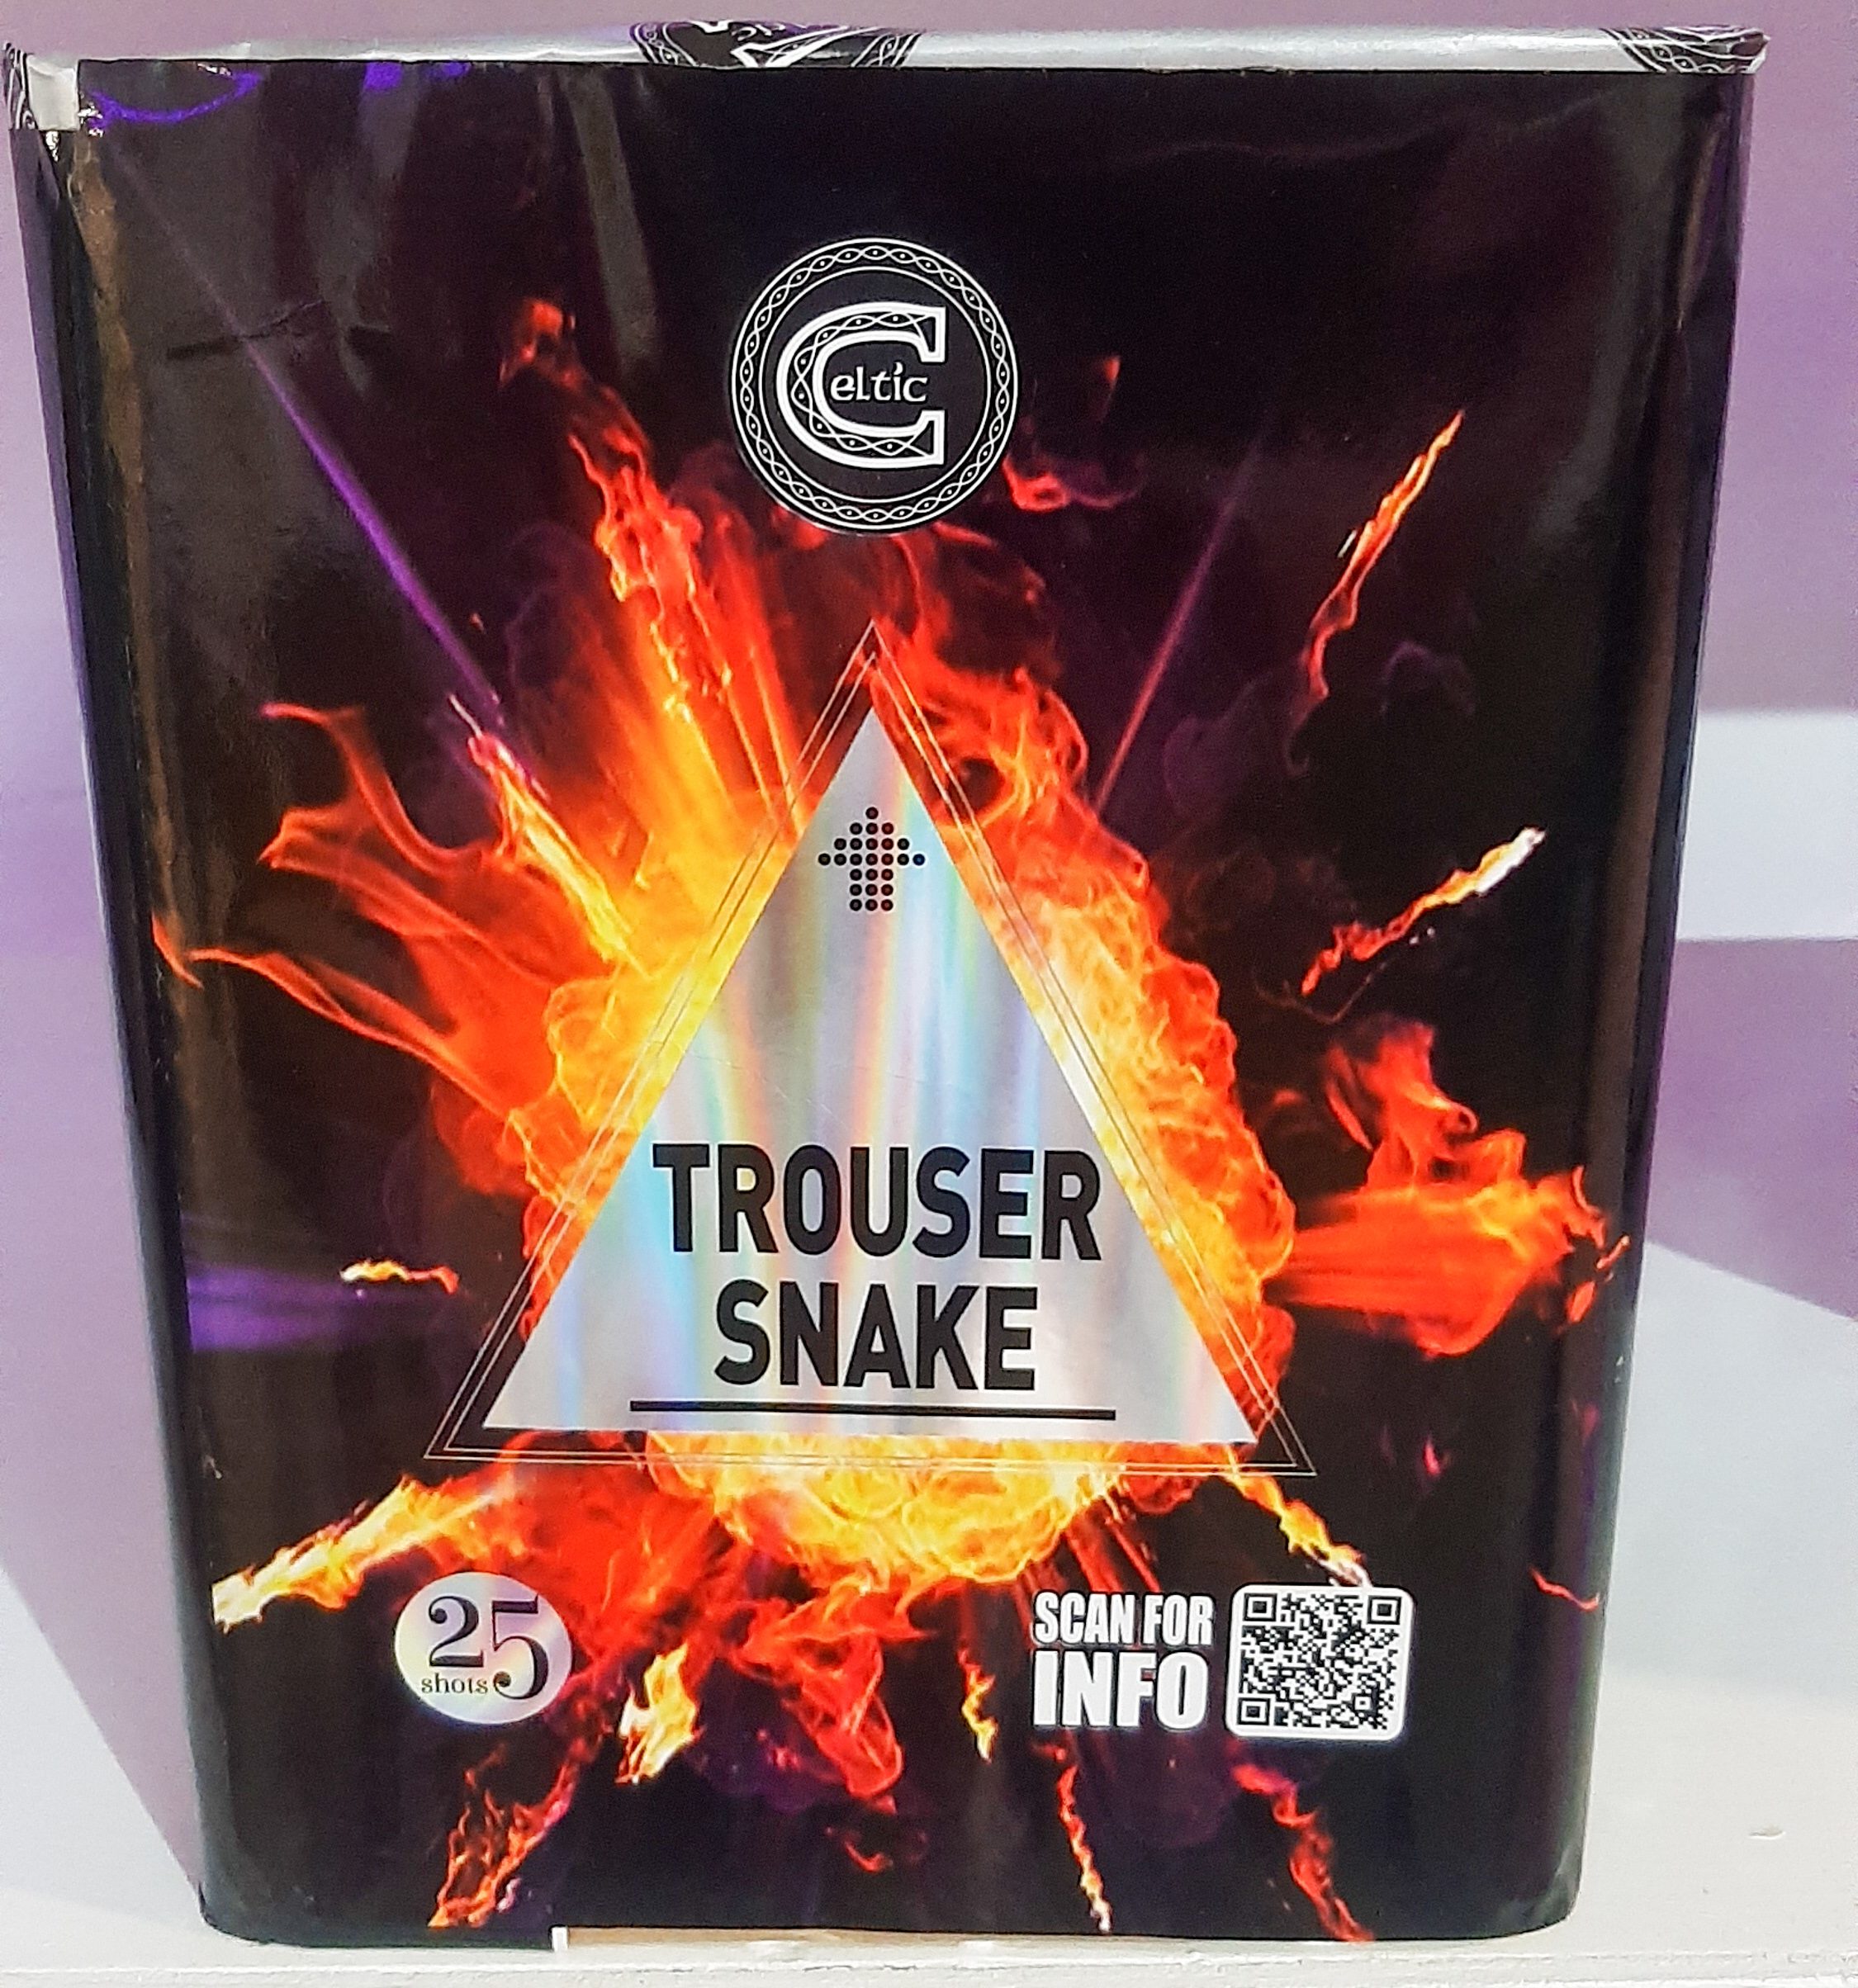 Celtic
TROUSER
SNAKE
25
shots
SCAN FOR
INFO